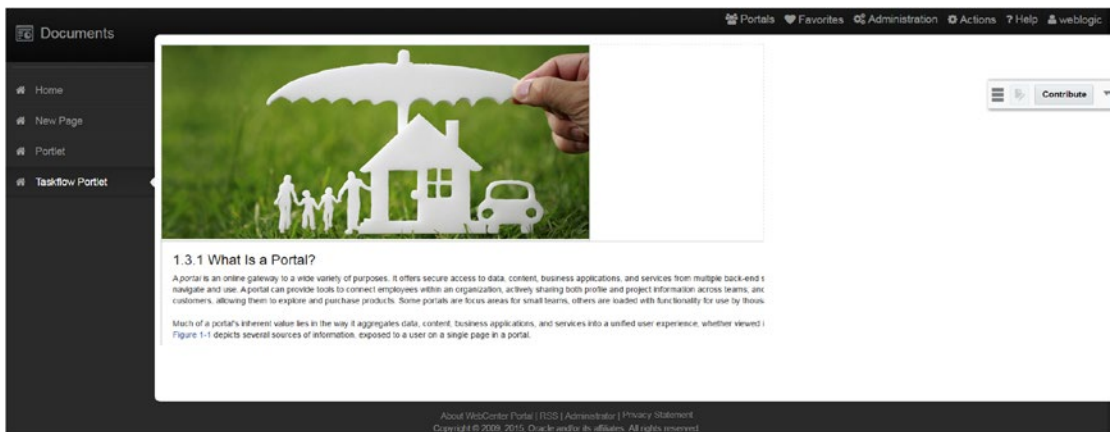 Portals Favorites Administration Actions ? Help weblogic
Documents
Home
New Page
Portlet
Taskflow Portlet
Contribute
1.3.1 What Is a Portal?
A portal is an online gateway to a wide variety of purposes. It offers secure access to data, content, business applications, and services from multiple back-end s
navigate and use. A portal can provide tools to connect employees within an organization, actively sharing both profile and project information across teams, and
customers, allowing them to explore and purchase products. Some portals are focus areas for small teams, others are loaded with functionality for use by thous
Much of a portal's inherent value lies in the way it aggregates data, content, business applications, and services into a unified user experience, whether viewed i
Figure 1-1 depicts several sources of information, exposed to a user on a single page in a portal.
About WebCenter Portal | RSS | Administrator | Privacy Statement
Copyright © 2009, 2015, Oracle and/or its affiliates. All rights reserved.